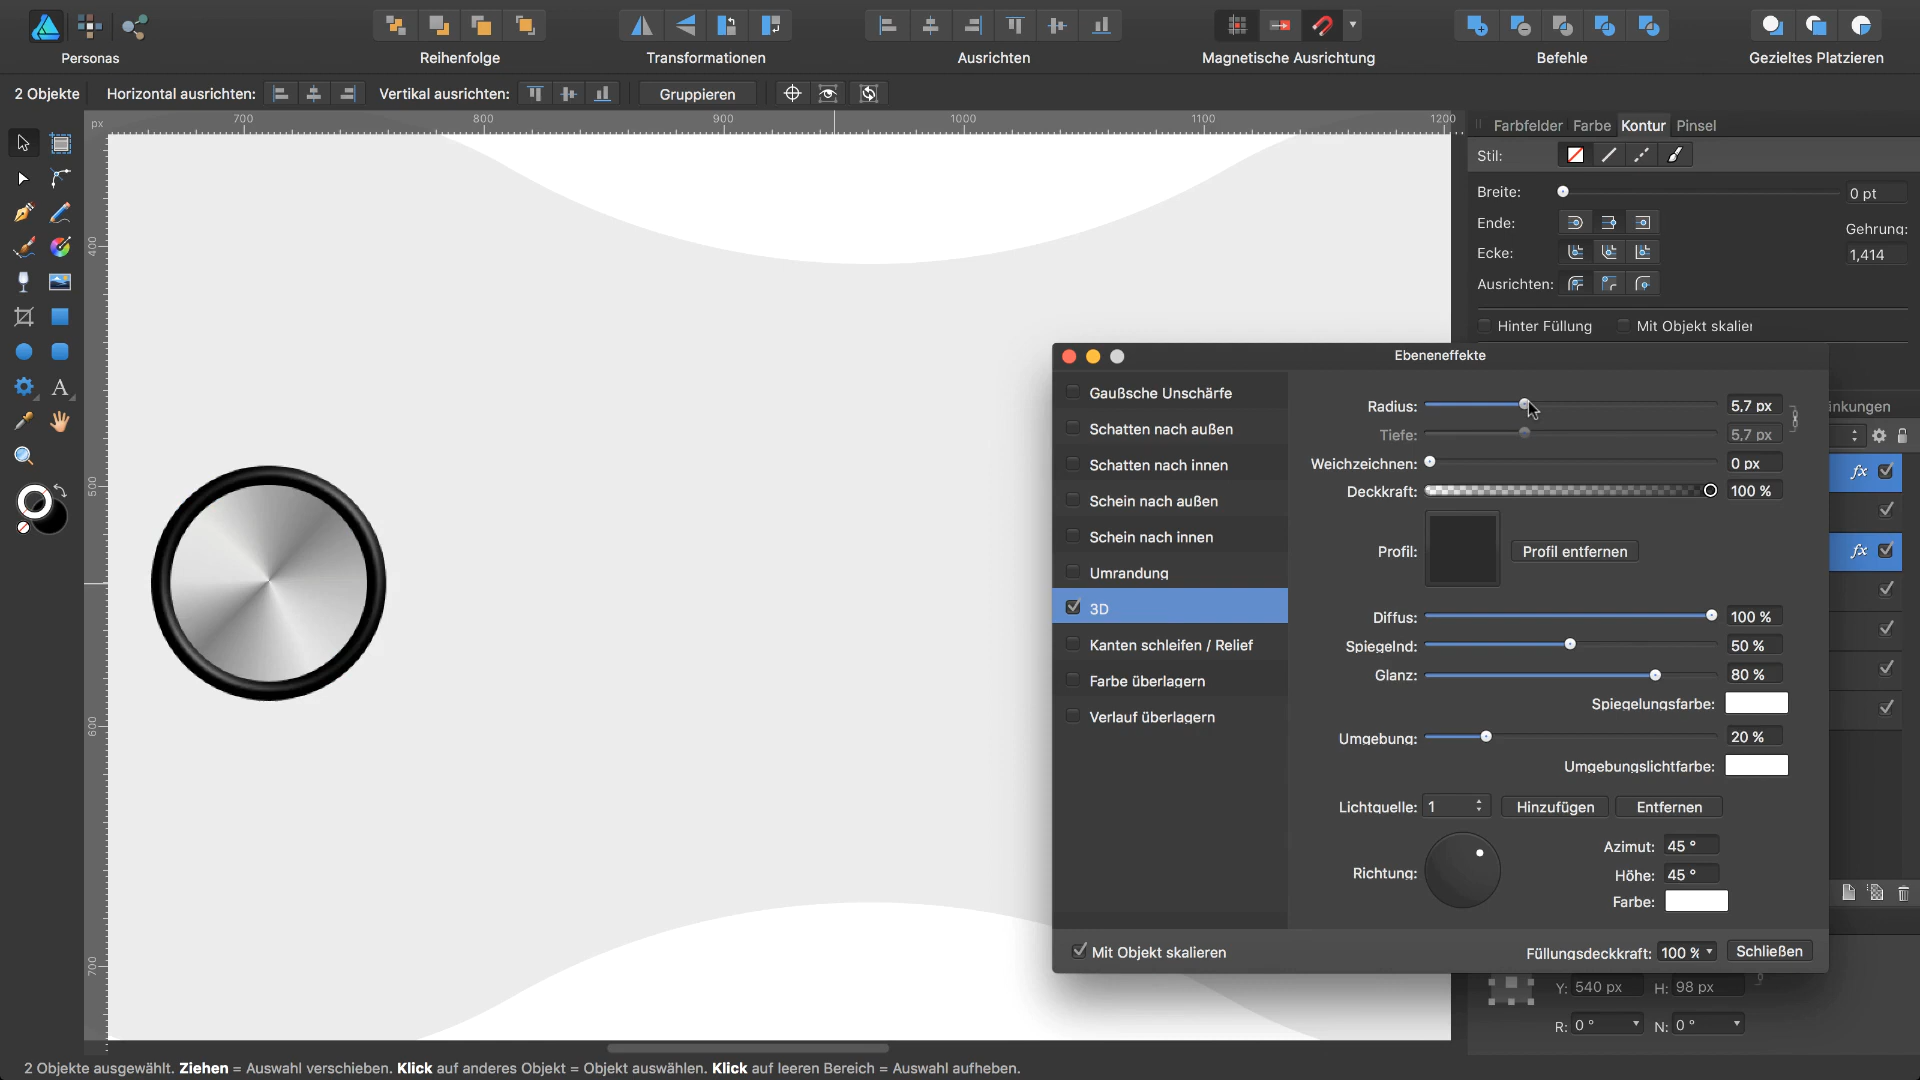 Personas
Reihenfolge
Transformationen
Ausrichten
Magnetische Ausrichtung
Befehle
Gezieltes Platzieren
2 Objekte
Horizontal ausrichten:
Vertikal ausrichten:
Gruppieren
px
700
800
900
1000
1100
1200
400
500
600
700
Farbfelder
Farbe
Kontur
Pinsel
Stil:
Breite:
0 pt
Ende:
Gehrung:
Ecke:
1,414
Ausrichten:
Hinter Füllung
Mit Objekt skalier
Ebeneneffekte
Gaußsche Unschärfe
Schatten nach außen
Schatten nach innen
Schein nach außen
Schein nach innen
Umrandung
3D
Kanten schleifen / Relief
Farbe überlagern
Verlauf überlagern
Radius:
5,7 px
Tiefe:
5,7 px
Weichzeichnen:
0 px
Deckkraft:
100 %
Profil:
Profil entfernen
Diffus:
100 %
Spiegelnd:
50 %
Glanz:
80 %
Spiegelungsfarbe:
Umgebung:
20 %
Umgebungslichtfarbe:
Lichtquelle:
1
Hinzufügen
Entfernen
Richtung:
Azimut:
45 °
Höhe:
45 °
Farbe:
Mit Objekt skalieren
Füllungsdeckkraft:
100 %
Schließen
inkungen
fx
fx
Y:
540 px
H:
98 px
R:
0 °
N:
0 °
2 Objekte ausgewählt. Ziehen = Auswahl verschieben. Klick auf anderes Objekt = Objekt auswählen. Klick auf leeren Bereich = Auswahl aufheben.